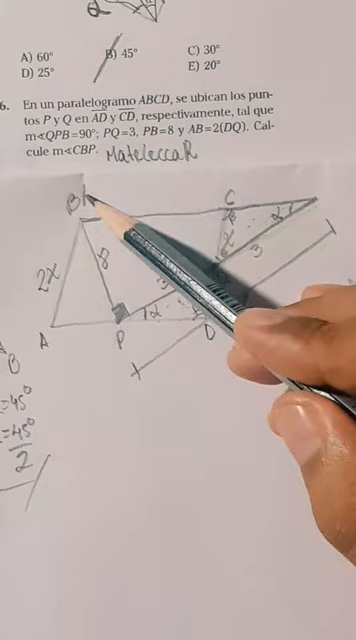 A) 60° B) 45° C) 30°
D) 25° E) 20°
6. En un paralelogramo ABCD, se ubican los pun-
tos P y Q en AD y CD, respectivamente, tal que
m∢QPB=90°; PQ=3, PB=8 y AB=2(DQ). Cal-
cule m∢CBP. MateleccaR
B C
2x 8 x α 3
A P α D
=45°
=45°
2